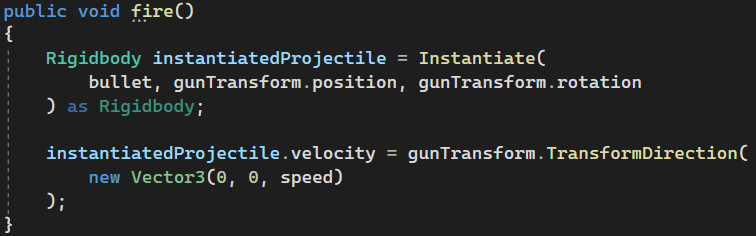 public void fire()
{
    Rigidbody instantiatedProjectile = Instantiate(
        bullet, gunTransform.position, gunTransform.rotation
    ) as Rigidbody;

    instantiatedProjectile.velocity = gunTransform.TransformDirection(
        new Vector3(0, 0, speed)
    );
}